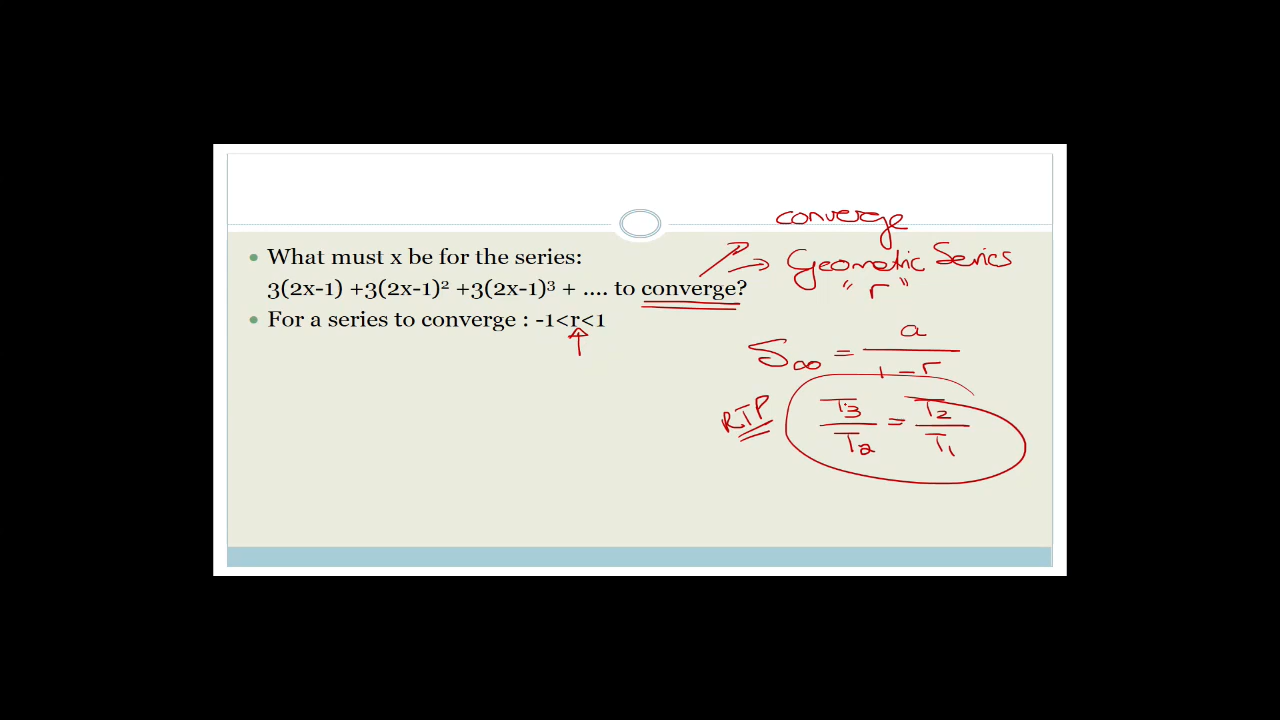 What must x be for the series:
3(2x-1) +3(2x-1)² +3(2x-1)³ + .... to converge?
For a series to converge : -1<r<1
converge
Geometric Series
"r"
S∞ = a / 1 - r
RTP T3/T2 = T2/T1